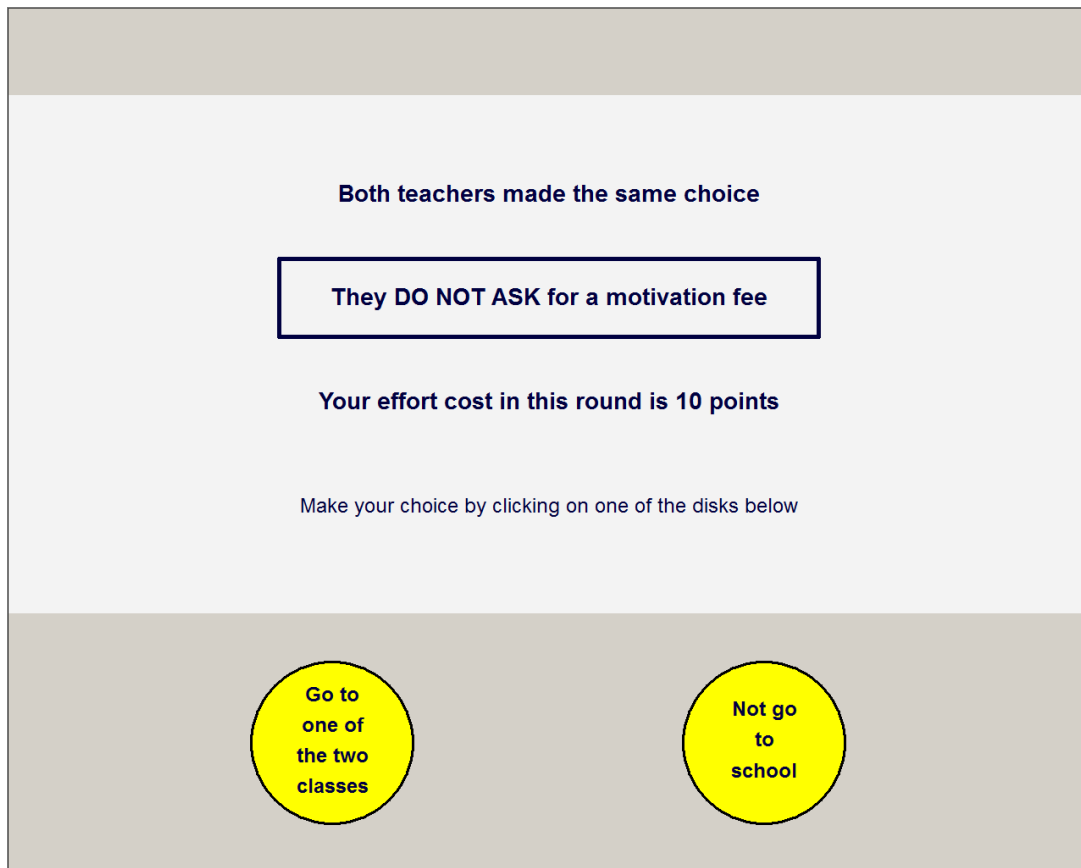 Both teachers made the same choice
They DO NOT ASK for a motivation fee
Your effort cost in this round is 10 points
Make your choice by clicking on one of the disks below
Go to
one of
the two
classes
Not go
to
school